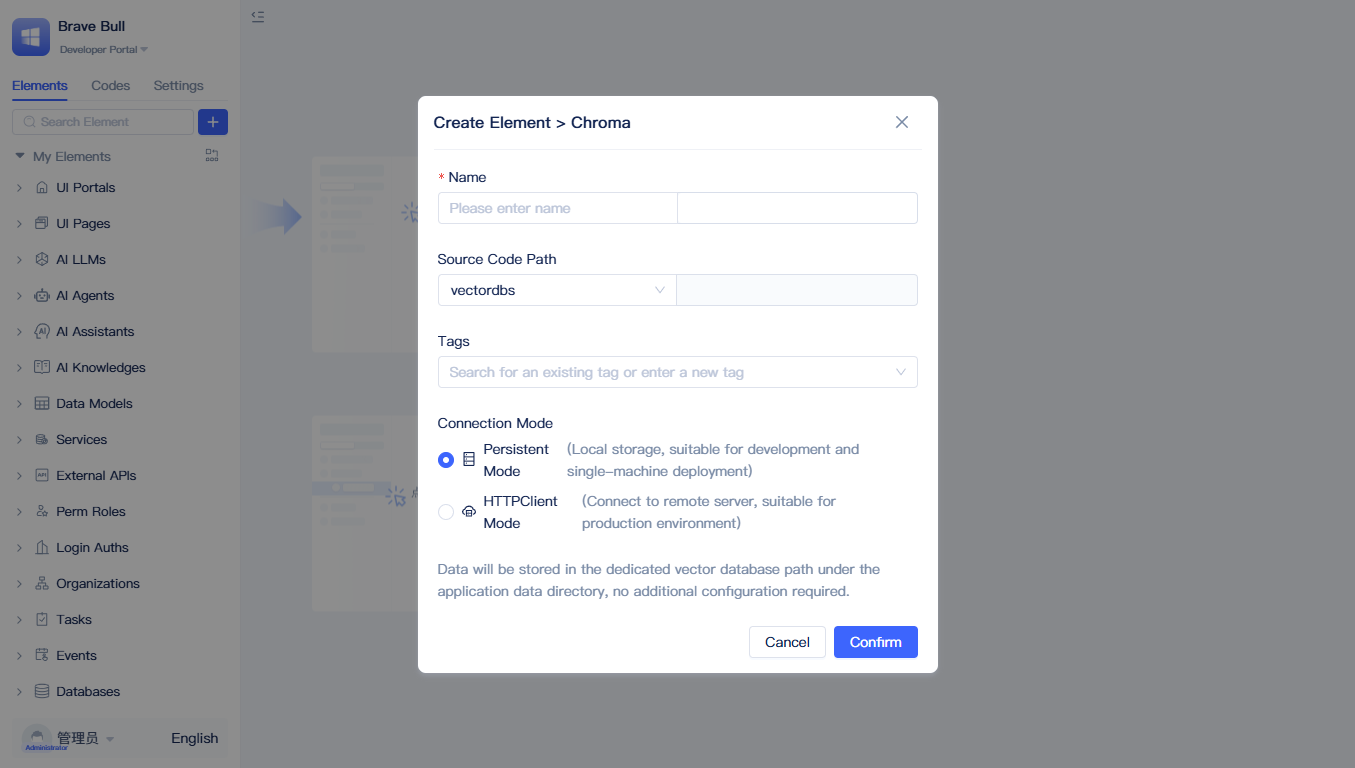 Brave Bull
Developer Portal
Elements Codes Settings
Search Element
My Elements
UI Portals
UI Pages
AI LLMs
AI Agents
AI Assistants
AI Knowledges
Data Models
Services
External APIs
Perm Roles
Login Auths
Organizations
Tasks
Events
Databases
管理员
Administrator
English
Create Element > Chroma
* Name
Please enter name
Source Code Path
vectordbs
Tags
Search for an existing tag or enter a new tag
Connection Mode
Persistent Mode
(Local storage, suitable for development and
single-machine deployment)
HTTPClient Mode
(Connect to remote server, suitable for
production environment)
Data will be stored in the dedicated vector database path under the
application data directory, no additional configuration required.
Cancel
Confirm